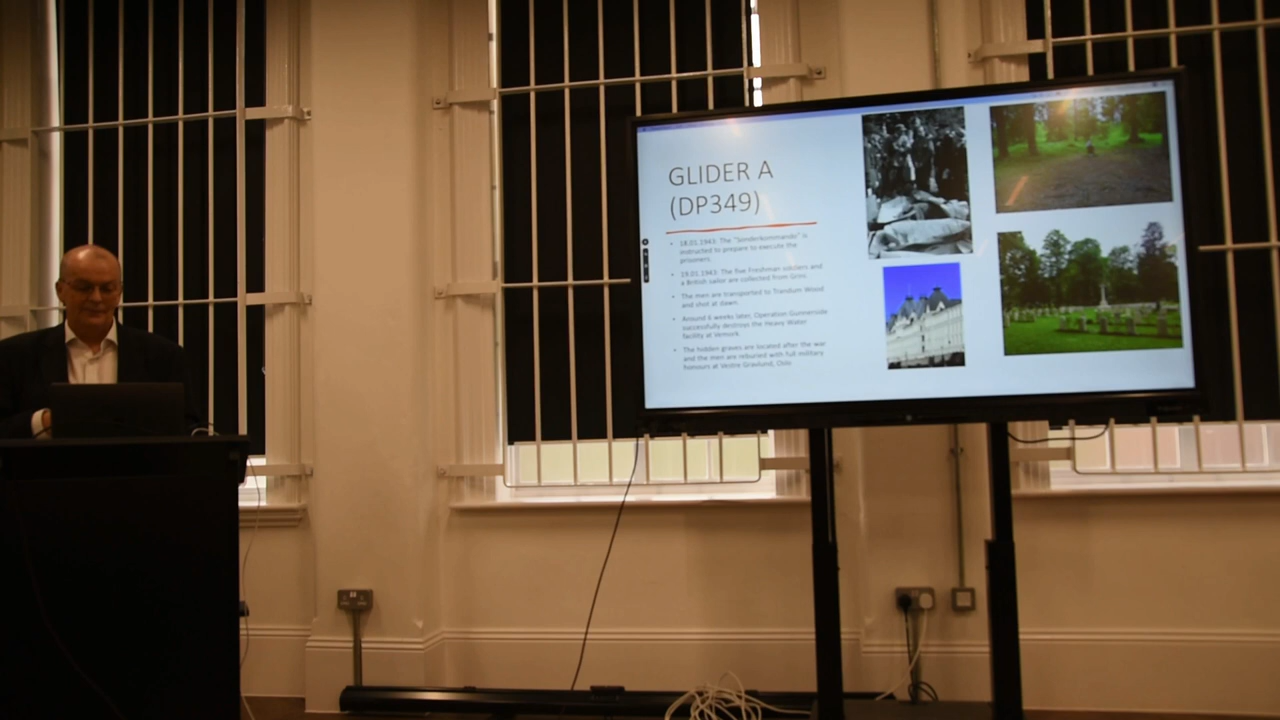 GLIDER A
(DP349)
• 18.01.1943: The "Sonderkommando" is
instructed to prepare to execute the
prisoners.
• 19.01.1943: The five Freshman soldiers and
a British sailor are collected from Grini.
• The men are transported to Trandum Wood
and shot at dawn.
• Around 6 weeks later, Operation Gunnerside
successfully destroys the Heavy Water
facility at Vemork.
• The hidden graves are located after the war
and the men are reburied with full military
honours at Vestre Gravlund, Oslo.